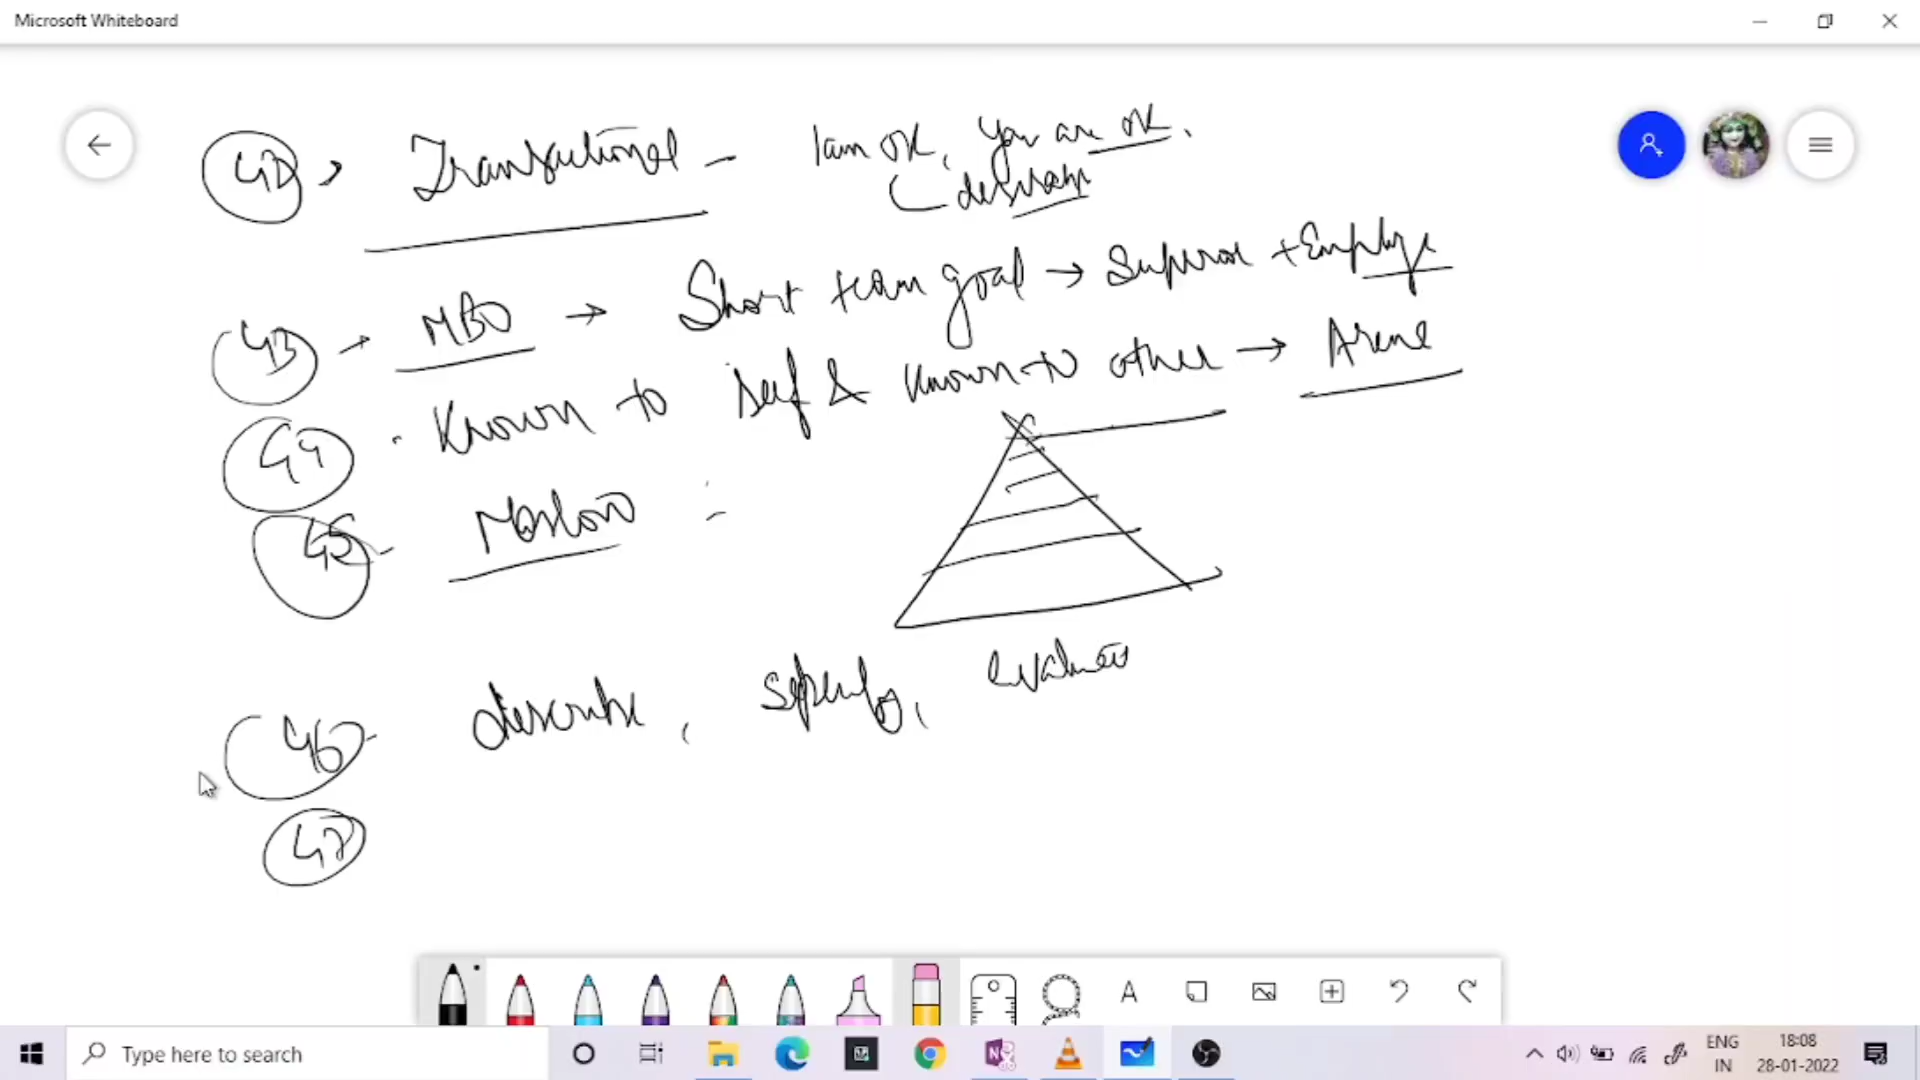 Microsoft Whiteboard
42, Transactional - I am ok, you are ok.
desirable
43 → MBO → Short team goal → Superior + Employe
44 . Known to self & known to other → Arena
45 - Maslow :
46 - describe, specify, evaluate
47
A
Type here to search
ENG
IN
18:08
28-01-2022